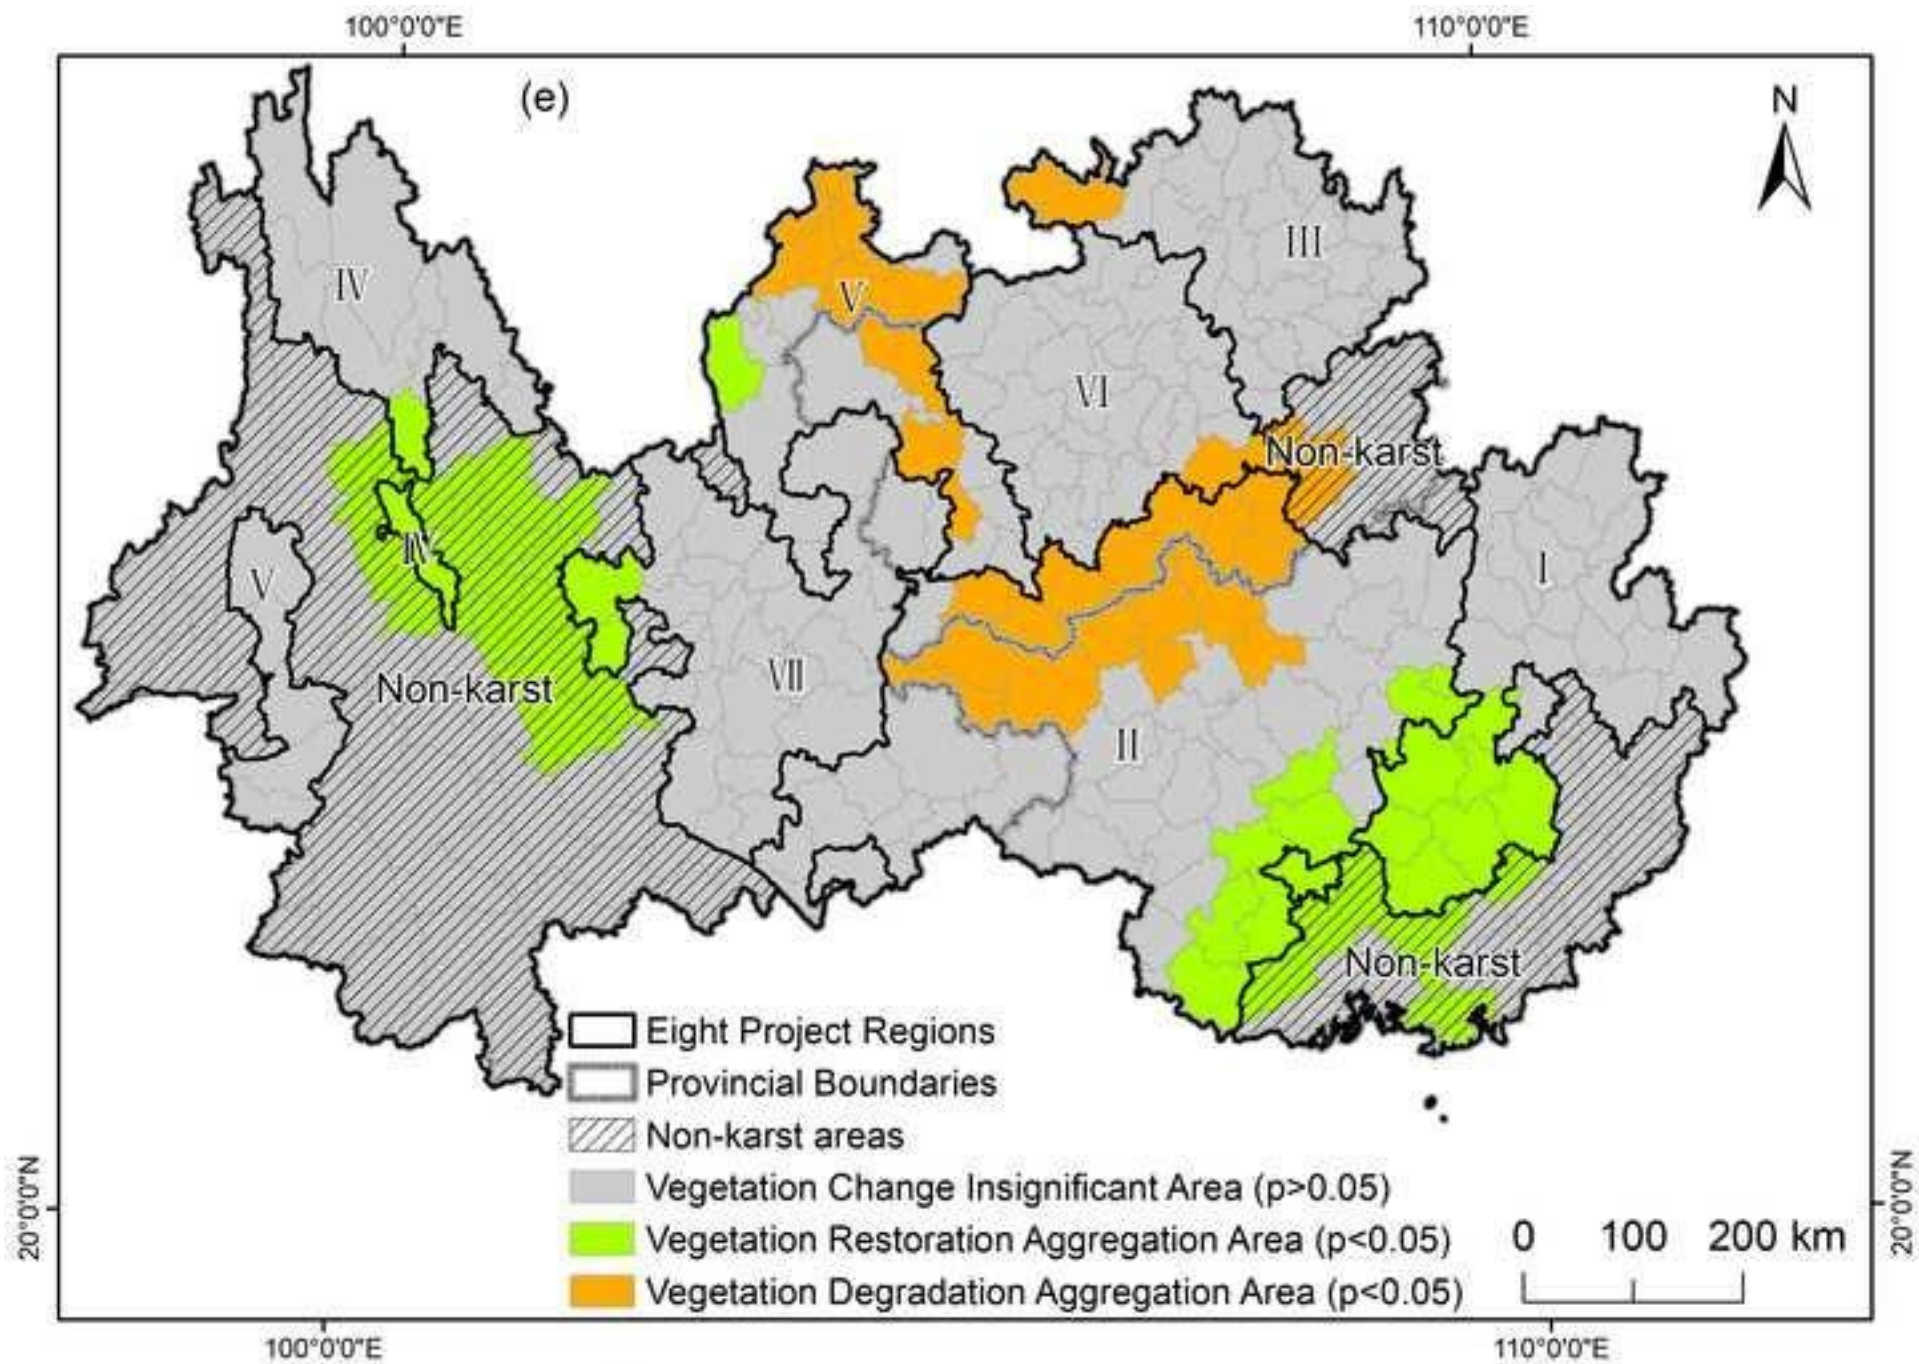 100°0'0"E
110°0'0"E
(e)
N
III
IV
V
VI
Non-karst
IV
V
I
VII
Non-karst
II
Non-karst
Eight Project Regions
Provincial Boundaries
Non-karst areas
Vegetation Change Insignificant Area (p>0.05)
Vegetation Restoration Aggregation Area (p<0.05)
Vegetation Degradation Aggregation Area (p<0.05)
0 100 200 km
20°0'0"N
20°0'0"N
100°0'0"E
110°0'0"E